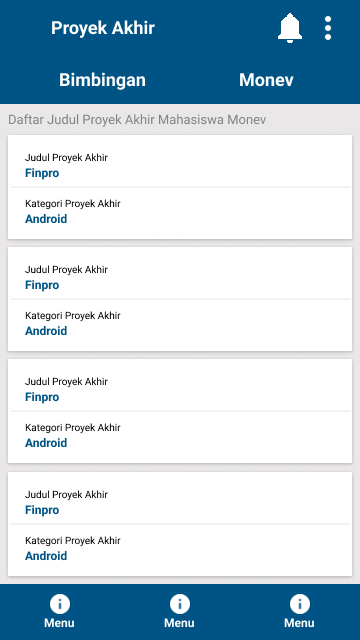 Proyek Akhir
Bimbingan Monev
Daftar Judul Proyek Akhir Mahasiswa Monev
Judul Proyek Akhir
Finpro
Kategori Proyek Akhir
Android
Judul Proyek Akhir
Finpro
Kategori Proyek Akhir
Android
Judul Proyek Akhir
Finpro
Kategori Proyek Akhir
Android
Judul Proyek Akhir
Finpro
Kategori Proyek Akhir
Android
Menu Menu Menu